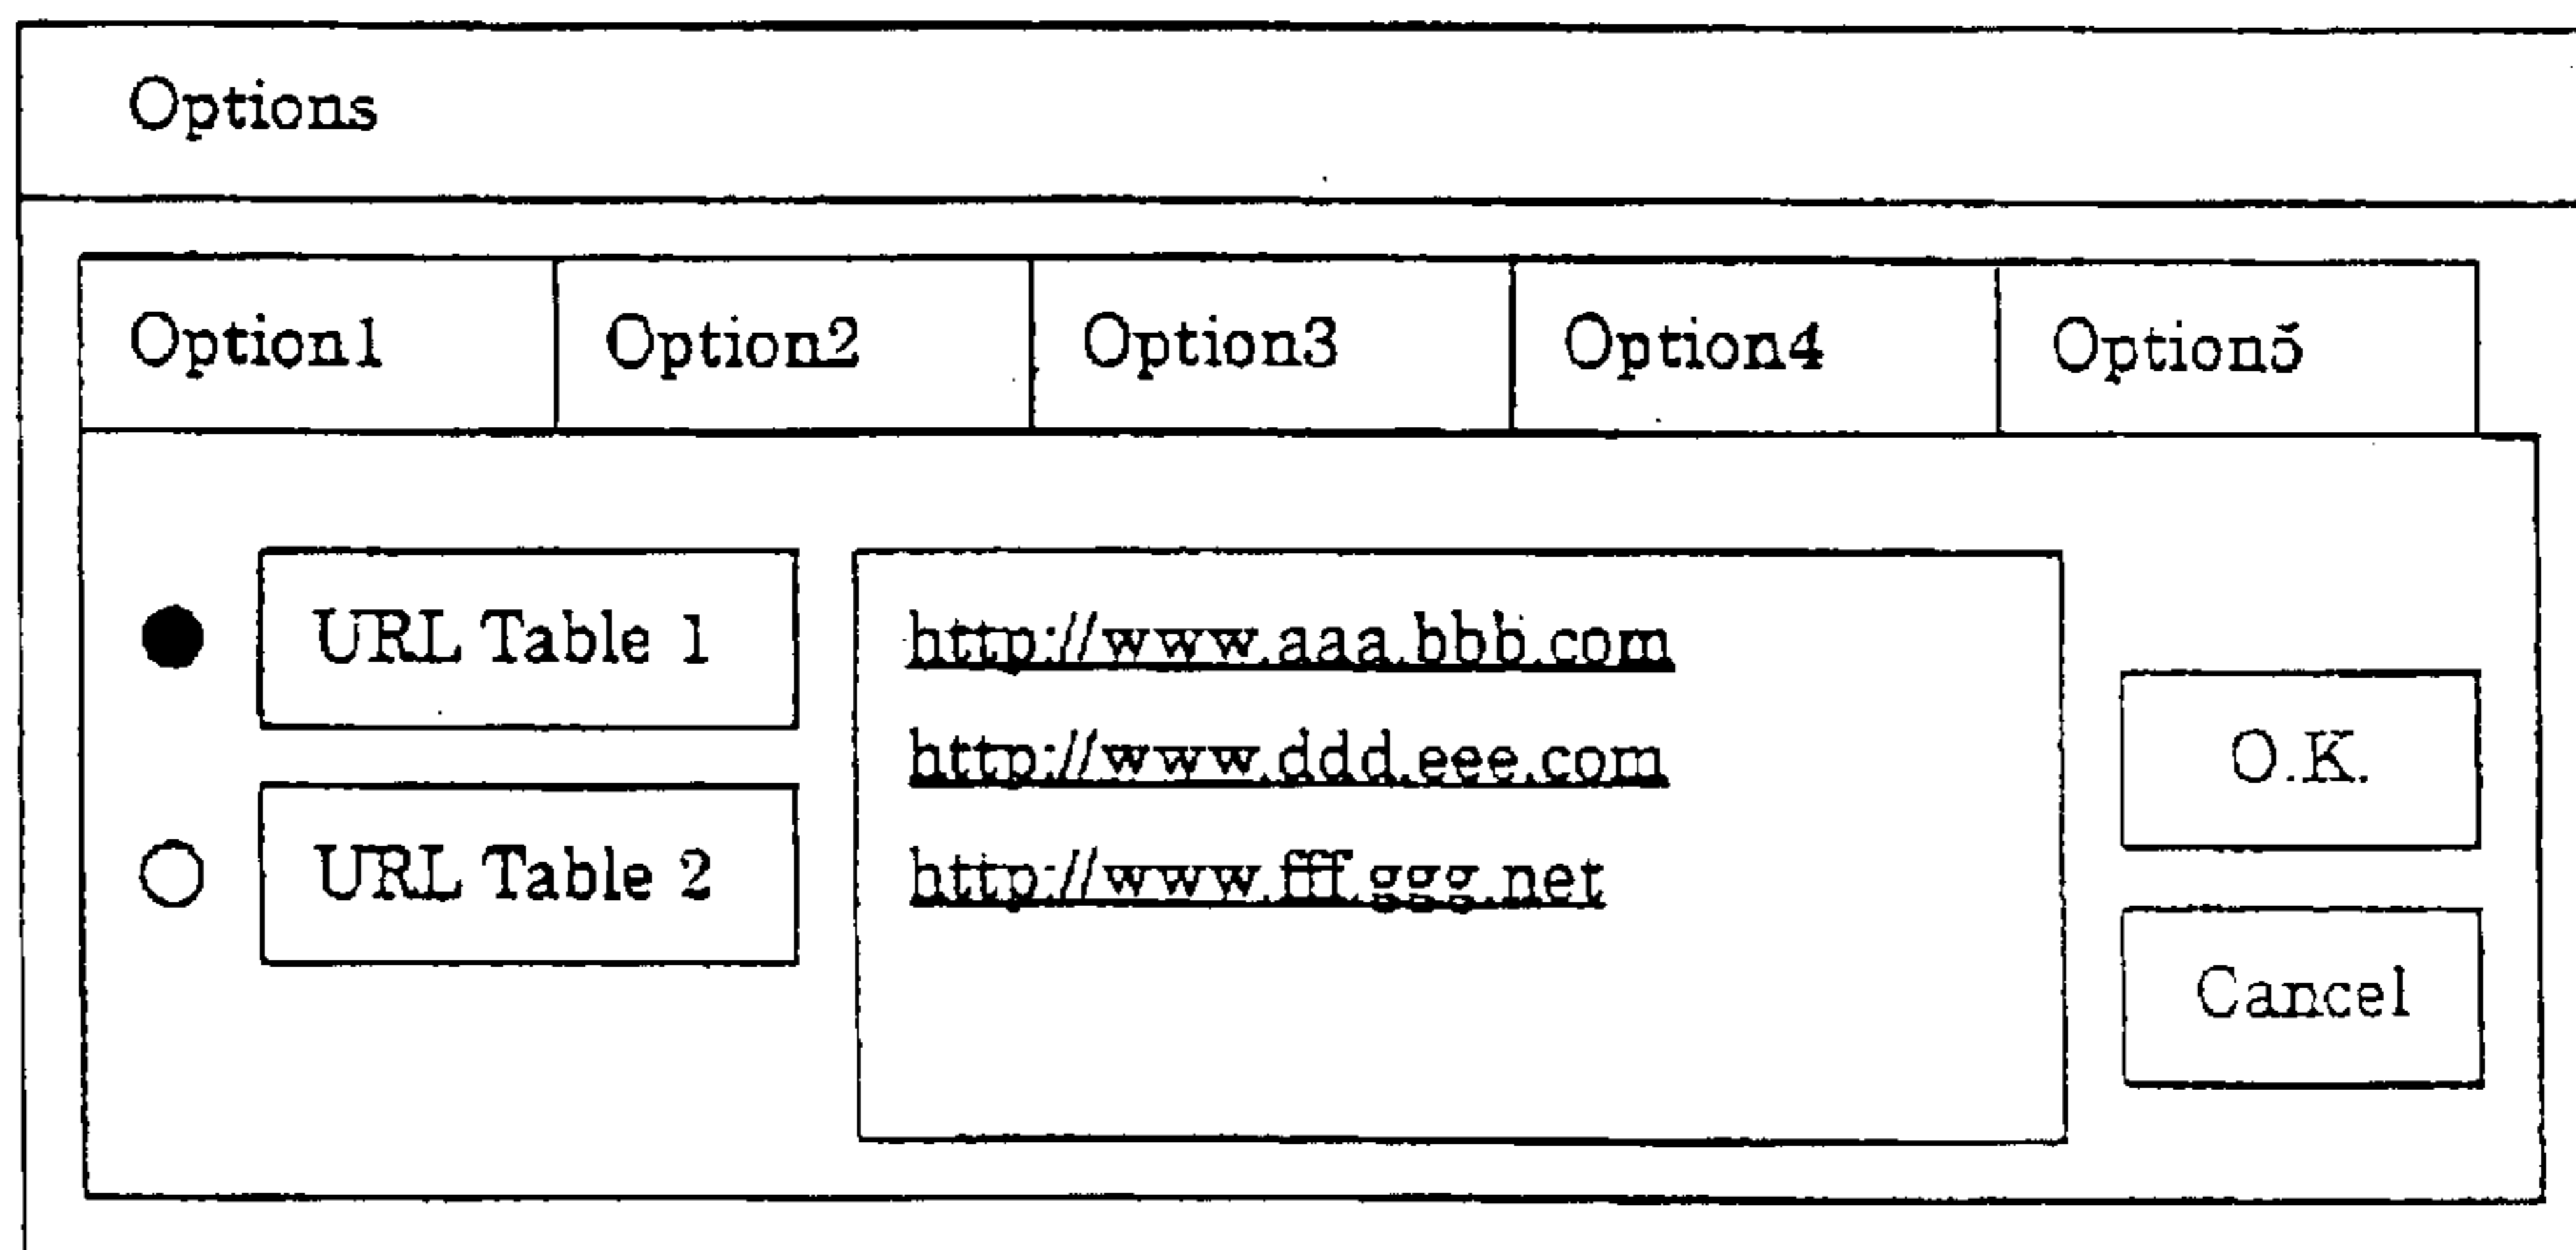 Options
Option1 Option2 Option3 Option4 Option5
URL Table 1
URL Table 2
http://www.aaa.bbb.com
http://www.ddd.eee.com
http://www.fff.ggg.net
O.K.
Cancel